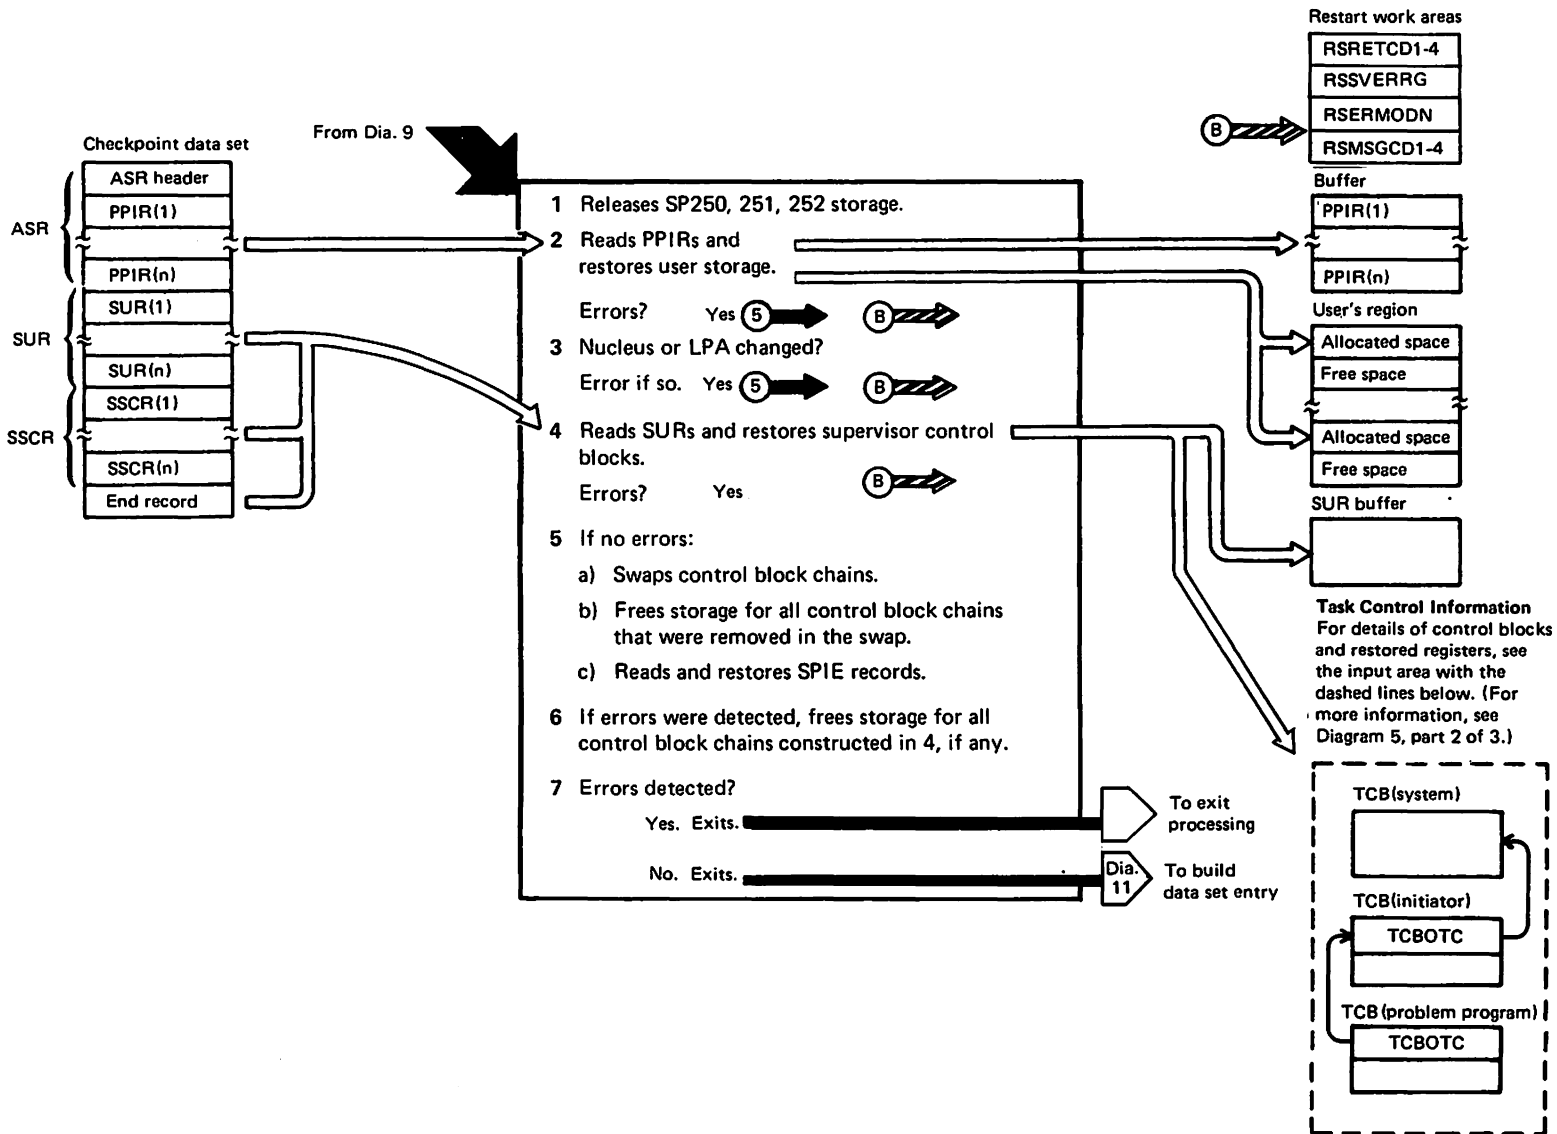 From Dia. 9
Checkpoint data set
ASR
ASR header
PPIR(1)
PPIR(n)
SUR
SUR(1)
SUR(n)
SSCR
SSCR(1)
SSCR(n)
End record
1 Releases SP250, 251, 252 storage.
2 Reads PPIRs and
restores user storage.
Errors? Yes 5 B
3 Nucleus or LPA changed?
Error if so. Yes 5 B
4 Reads SURs and restores supervisor control
blocks.
Errors? Yes B
5 If no errors:
a) Swaps control block chains.
b) Frees storage for all control block chains
that were removed in the swap.
c) Reads and restores SPIE records.
6 If errors were detected, frees storage for all
control block chains constructed in 4, if any.
7 Errors detected?
Yes. Exits.
To exit
processing
No. Exits.
Dia.
11
To build
data set entry
Restart work areas
RSRETCD1-4
RSSVERRG
B RSERMODN
RSMSGCD1-4
Buffer
PPIR(1)
PPIR(n)
User's region
Allocated space
Free space
Allocated space
Free space
SUR buffer
Task Control Information
For details of control blocks
and restored registers, see
the input area with the
dashed lines below. (For
more information, see
Diagram 5, part 2 of 3.)
TCB(system)
TCB(initiator)
TCBOTC
TCB(problem program)
TCBOTC